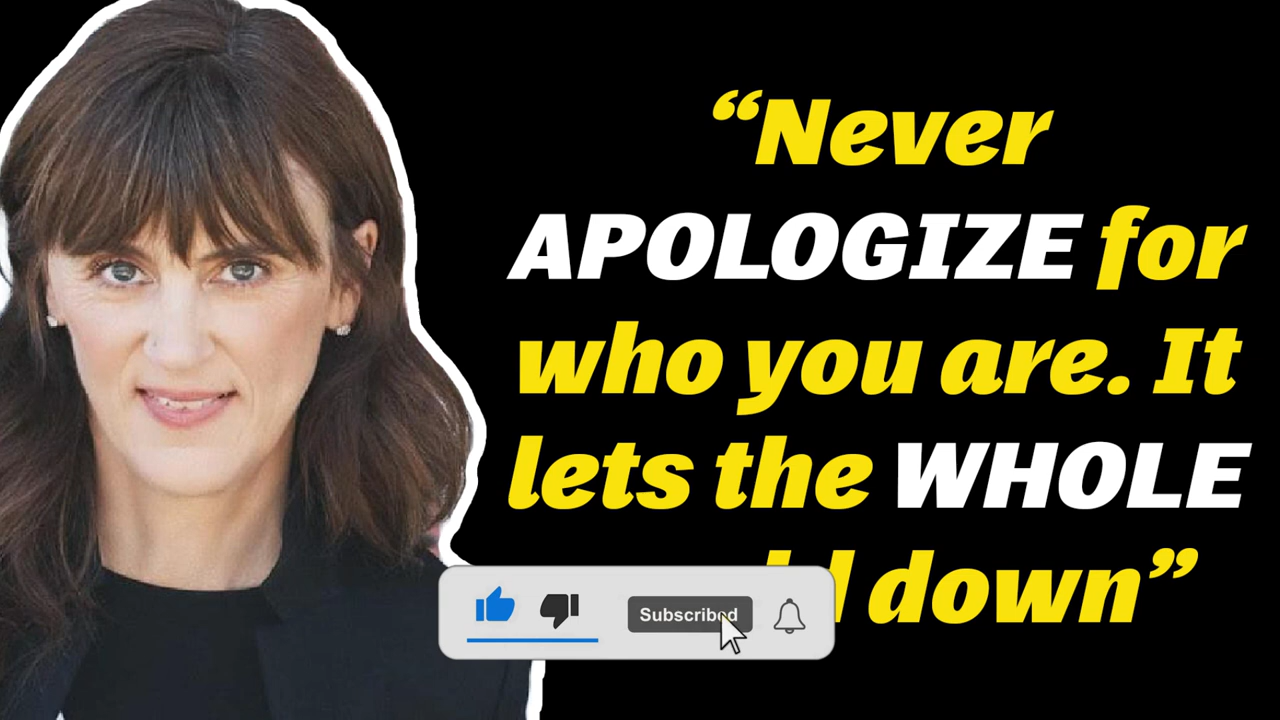 “Never
APOLOGIZE for
who you are. It
lets the WHOLE
down”
Subscribed